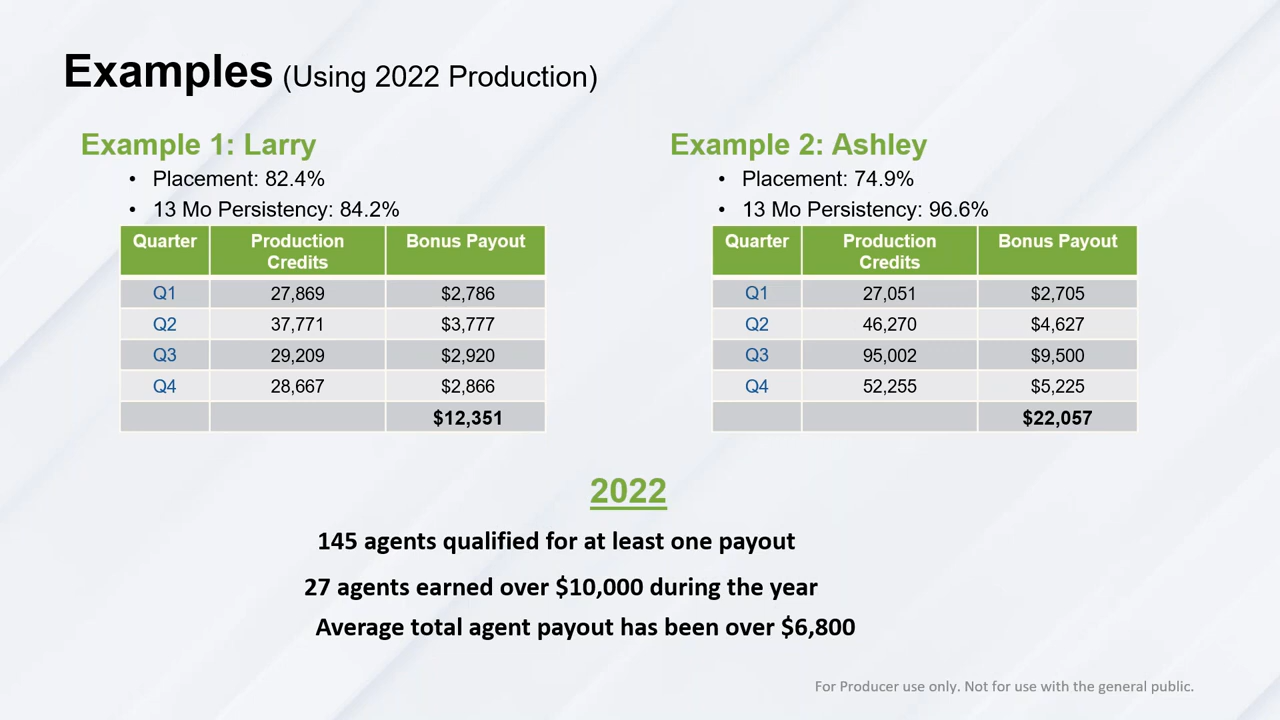 Examples (Using 2022 Production)
Example 1: Larry
• Placement: 82.4%
• 13 Mo Persistency: 84.2%
Quarter Production Credits Bonus Payout
Q1 27,869 $2,786
Q2 37,771 $3,777
Q3 29,209 $2,920
Q4 28,667 $2,866
$12,351
Example 2: Ashley
• Placement: 74.9%
• 13 Mo Persistency: 96.6%
Quarter Production Credits Bonus Payout
Q1 27,051 $2,705
Q2 46,270 $4,627
Q3 95,002 $9,500
Q4 52,255 $5,225
$22,057
2022
145 agents qualified for at least one payout
27 agents earned over $10,000 during the year
Average total agent payout has been over $6,800
For Producer use only. Not for use with the general public.